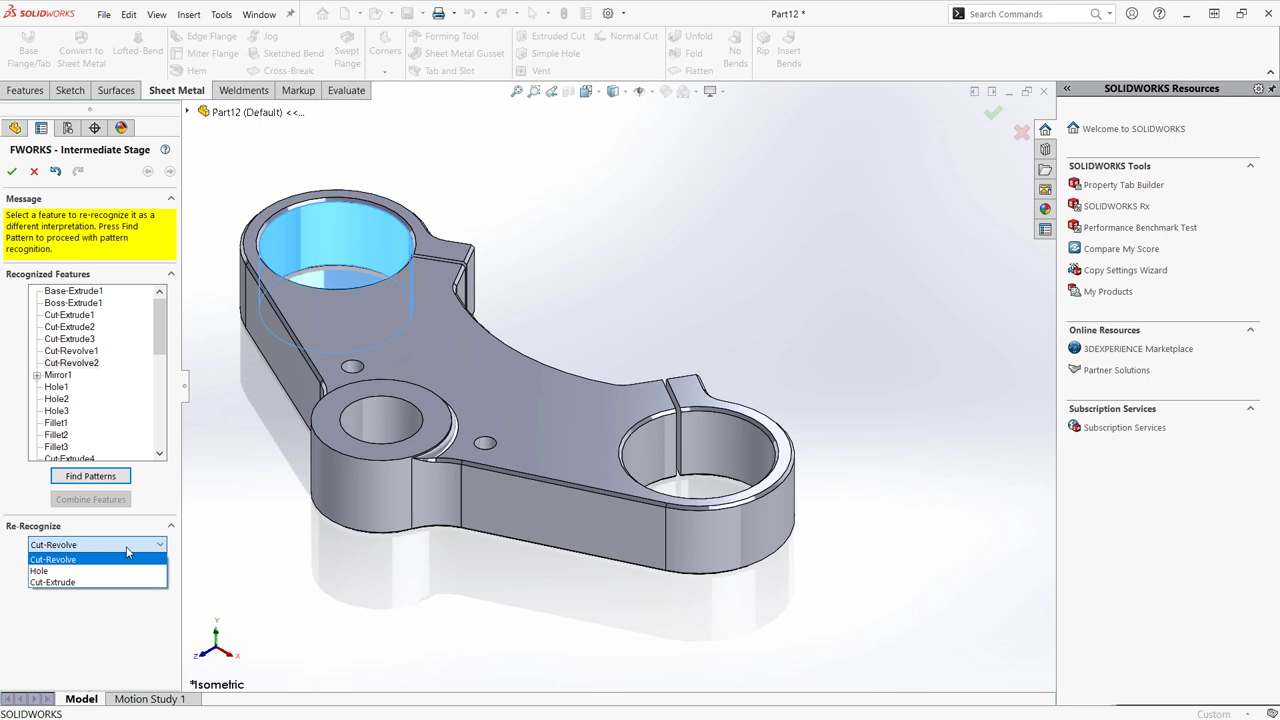 SOLIDWORKS File Edit View Insert Tools Window Part12 * Search Commands
Base Flange/Tab
Convert to Sheet Metal
Lofted-Bend
Edge Flange
Miter Flange
Hem
Jog
Sketched Bend
Cross-Break
Swept Flange
Corners
Forming Tool
Sheet Metal Gusset
Tab and Slot
Extruded Cut
Simple Hole
Vent
Normal Cut
Unfold
Fold
Flatten
No Bends
Rip
Insert Bends
Features Sketch Surfaces Sheet Metal Weldments Markup Evaluate
Part12 (Default) <<...
FWORKS - Intermediate Stage
Message
Select a feature to re-recognize it as a
different interpretation. Press Find
Pattern to proceed with pattern
recognition.
Recognized Features
Base-Extrude1
Boss-Extrude1
Cut-Extrude1
Cut-Extrude2
Cut-Extrude3
Cut-Revolve1
Cut-Revolve2
Mirror1
Hole1
Hole2
Hole3
Fillet1
Fillet2
Fillet3
Cut-Extrude4
Find Patterns
Combine Features
Re-Recognize
Cut-Revolve
Cut-Revolve
Hole
Cut-Extrude
Y
Z
X
*Isometric
Model Motion Study 1
SOLIDWORKS
Custom
SOLIDWORKS Resources
Welcome to SOLIDWORKS
SOLIDWORKS Tools
Property Tab Builder
SOLIDWORKS Rx
Performance Benchmark Test
Compare My Score
Copy Settings Wizard
My Products
Online Resources
3DEXPERIENCE Marketplace
Partner Solutions
Subscription Services
Subscription Services